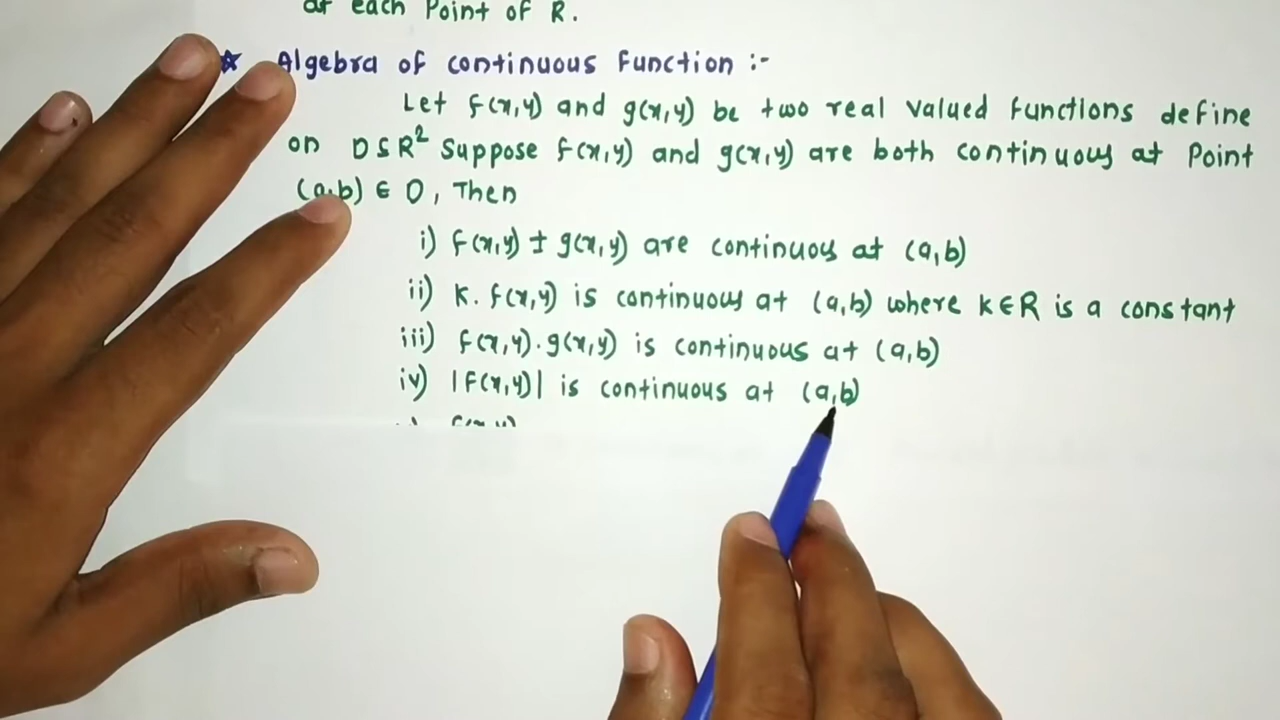 at each Point of R.
☆ Algebra of continuous Function :-
Let f(x,y) and g(x,y) be two real valued functions define
on D ⊆ R² Suppose f(x,y) and g(x,y) are both continuous at Point
(a,b) ∈ D, Then
i) f(x,y) ± g(x,y) are continuous at (a,b)
ii) K. f(x,y) is continuous at (a,b) where K∈R is a constant
iii) f(x,y).g(x,y) is continuous at (a,b)
iv) |F(x,y)| is continuous at (a,b)